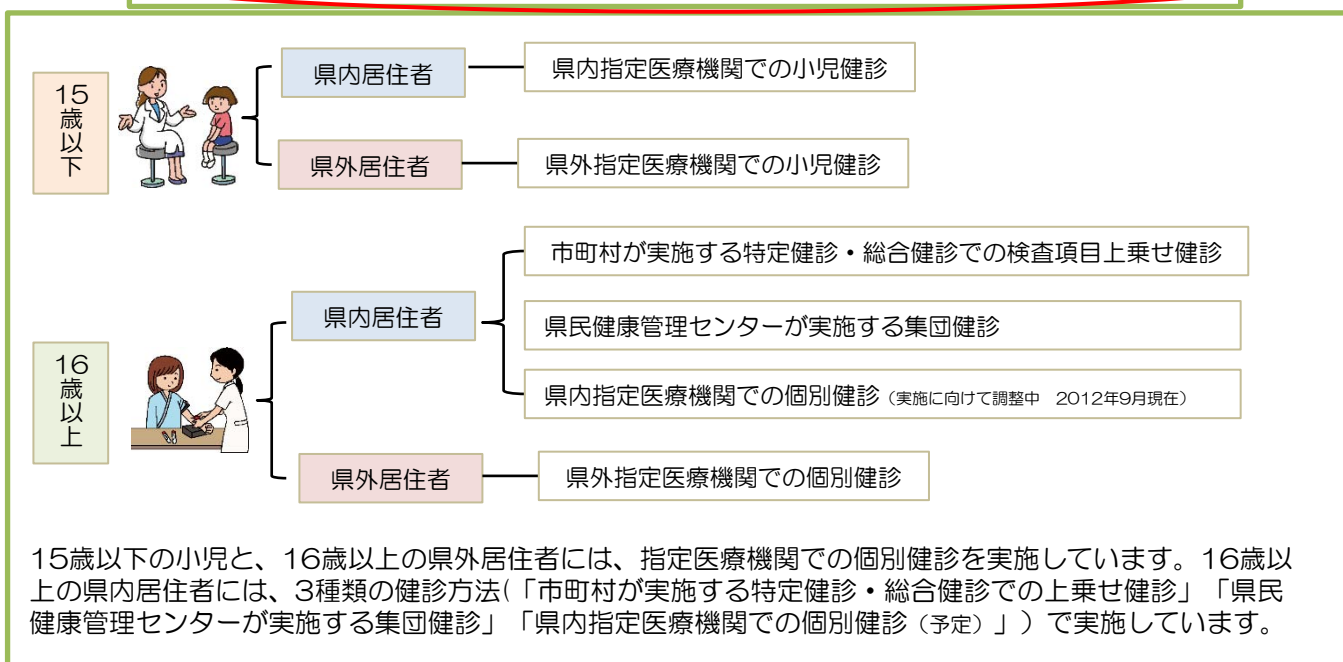 15歳以下
県内居住者
県内指定医療機関での小児健診
県外居住者
県外指定医療機関での小児健診
16歳以上
県内居住者
市町村が実施する特定健診・総合健診での検査項目上乗せ健診
県民健康管理センターが実施する集団健診
県内指定医療機関での個別健診（実施に向けて調整中　2012年9月現在）
県外居住者
県外指定医療機関での個別健診
15歳以下の小児と、16歳以上の県外居住者には、指定医療機関での個別健診を実施しています。16歳以
上の県内居住者には、3種類の健診方法(「市町村が実施する特定健診・総合健診での上乗せ健診」「県民
健康管理センターが実施する集団健診」「県内指定医療機関での個別健診（予定）」）で実施しています。